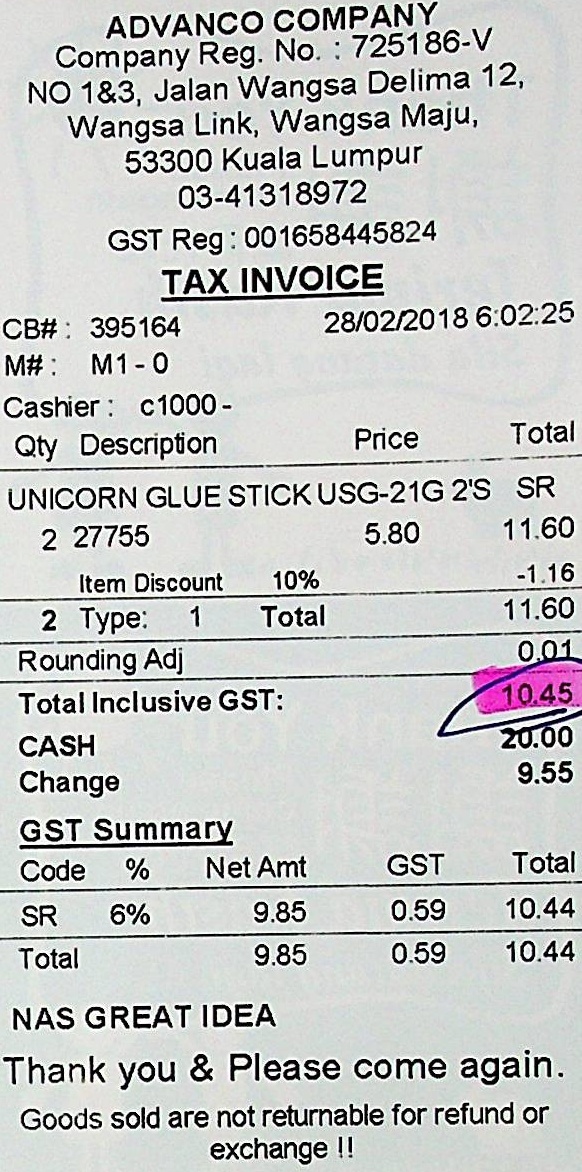 ADVANCO COMPANY
Company Reg. No. : 725186-V
NO 1&3, Jalan Wangsa Delima 12,
Wangsa Link, Wangsa Maju,
53300 Kuala Lumpur
03-41318972
GST Reg : 001658445824
TAX INVOICE
CB# : 395164 28/02/2018 6:02:25
M# : M1 - 0
Cashier : c1000 -
Qty Description Price Total
UNICORN GLUE STICK USG-21G 2'S SR
2 27755 5.80 11.60
Item Discount 10% -1.16
2 Type: 1 Total 11.60
Rounding Adj 0.01
Total Inclusive GST: 10.45
CASH 20.00
Change 9.55
GST Summary
Code % Net Amt GST Total
SR 6% 9.85 0.59 10.44
Total 9.85 0.59 10.44
NAS GREAT IDEA
Thank you & Please come again.
Goods sold are not returnable for refund or
exchange !!